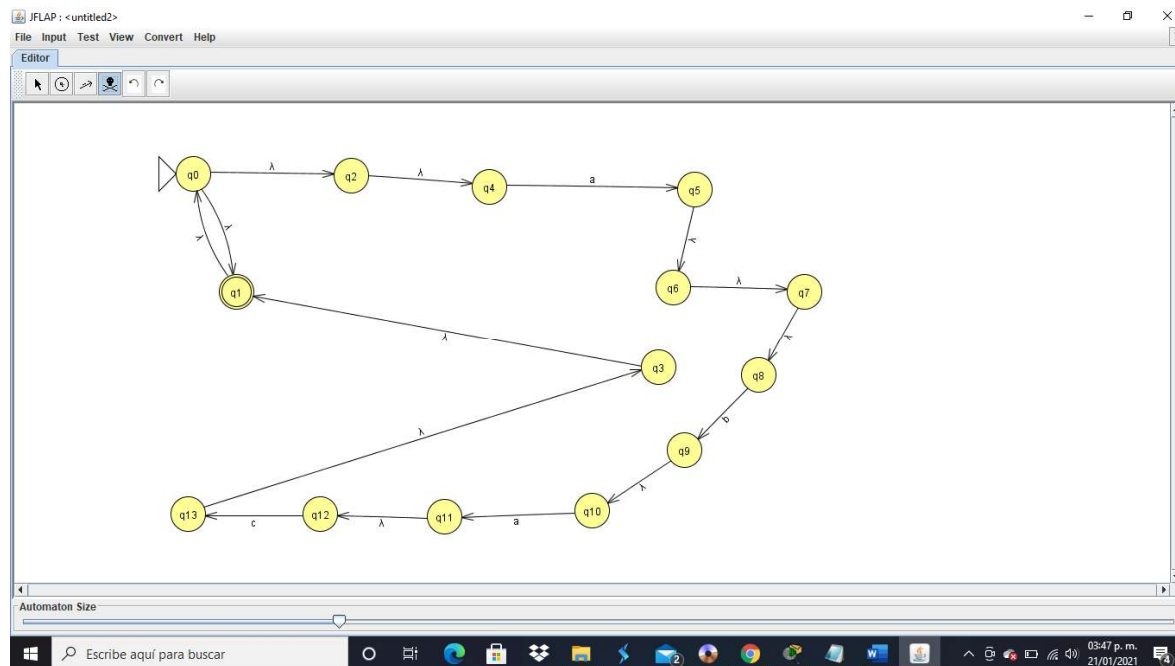 JFLAP : <untitled2>
File Input Test View Convert Help
Editor
q0 λ q2 λ q4 a q5
λ λ λ
q1 q6 λ q7
λ λ
q3 q8
λ b
q9
λ
q13 c q12 λ q11 a q10
Automaton Size
Escribe aquí para buscar
2
W
03:47 p. m.
21/01/2021